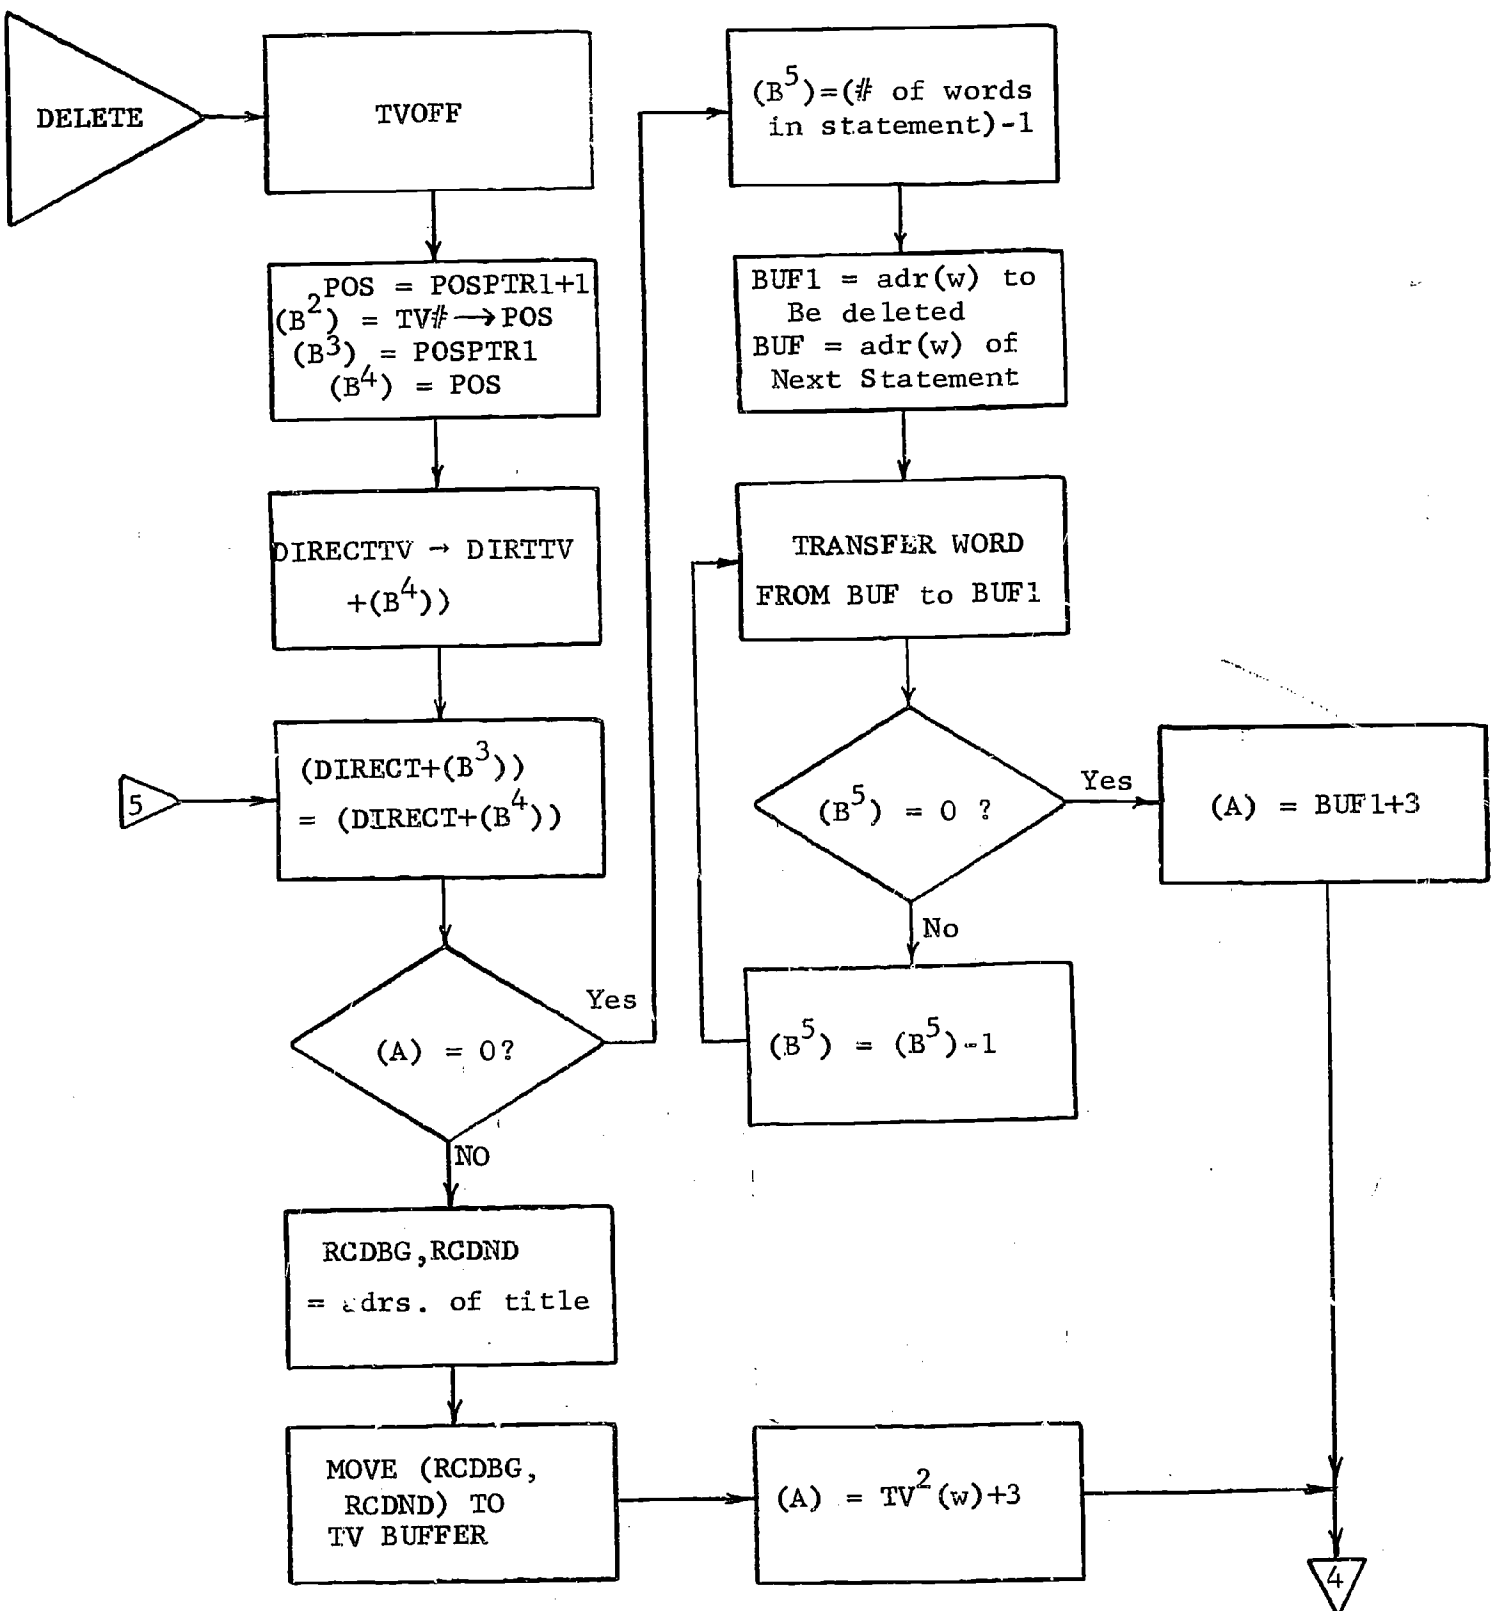 DELETE
TVOFF
POS = POSPTR1+1
(B2) = TV# → POS
(B3) = POSPTR1
(B4) = POS
DIRECTTV → DIRTTV
+(B4))
5
(DIRECT+(B3))
= (DIRECT+(B4))
(A) = 0?
Yes
NO
RCDBG,RCDND
= adrs. of title
MOVE (RCDBG,
RCDND) TO
TV BUFFER
(B5)=(# of words
in statement)-1
BUF1 = adr(w) to
Be deleted
BUF = adr(w) of
Next Statement
TRANSFER WORD
FROM BUF to BUF1
(B5) = 0 ?
Yes
No
(B5) = (B5)-1
(A) = BUF1+3
(A) = TV2(w)+3
4